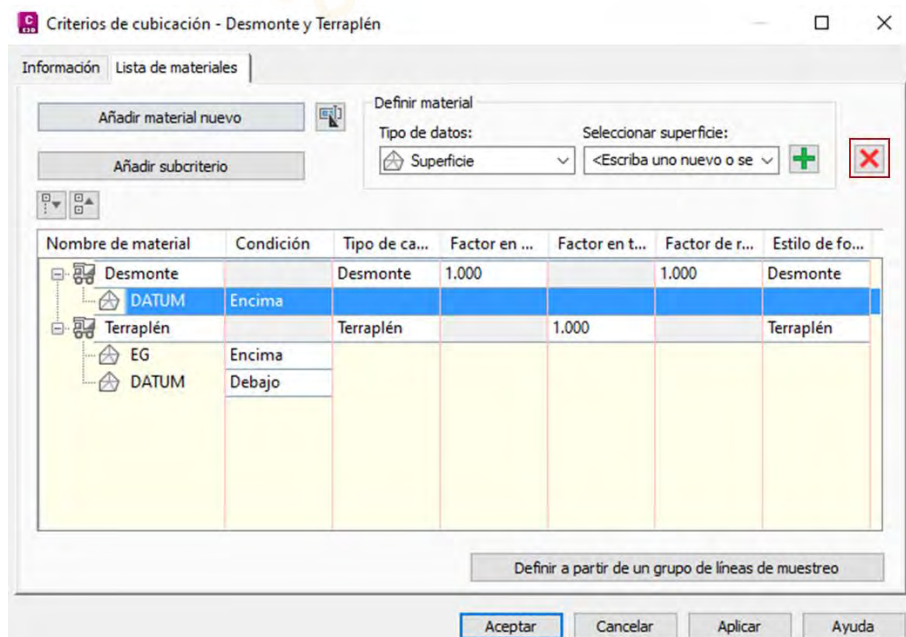 Criterios de cubicación - Desmonte y Terraplén
Información Lista de materiales
Añadir material nuevo
Definir material
Tipo de datos: Seleccionar superficie:
Superficie <Escriba uno nuevo o se
Añadir subcriterio
Nombre de material Condición Tipo de ca... Factor en ... Factor en t... Factor de r... Estilo de fo...
Desmonte Desmonte 1.000 1.000 Desmonte
DATUM Encima
Terraplén Terraplén 1.000 Terraplén
EG Encima
DATUM Debajo
Definir a partir de un grupo de líneas de muestreo
Aceptar Cancelar Aplicar Ayuda